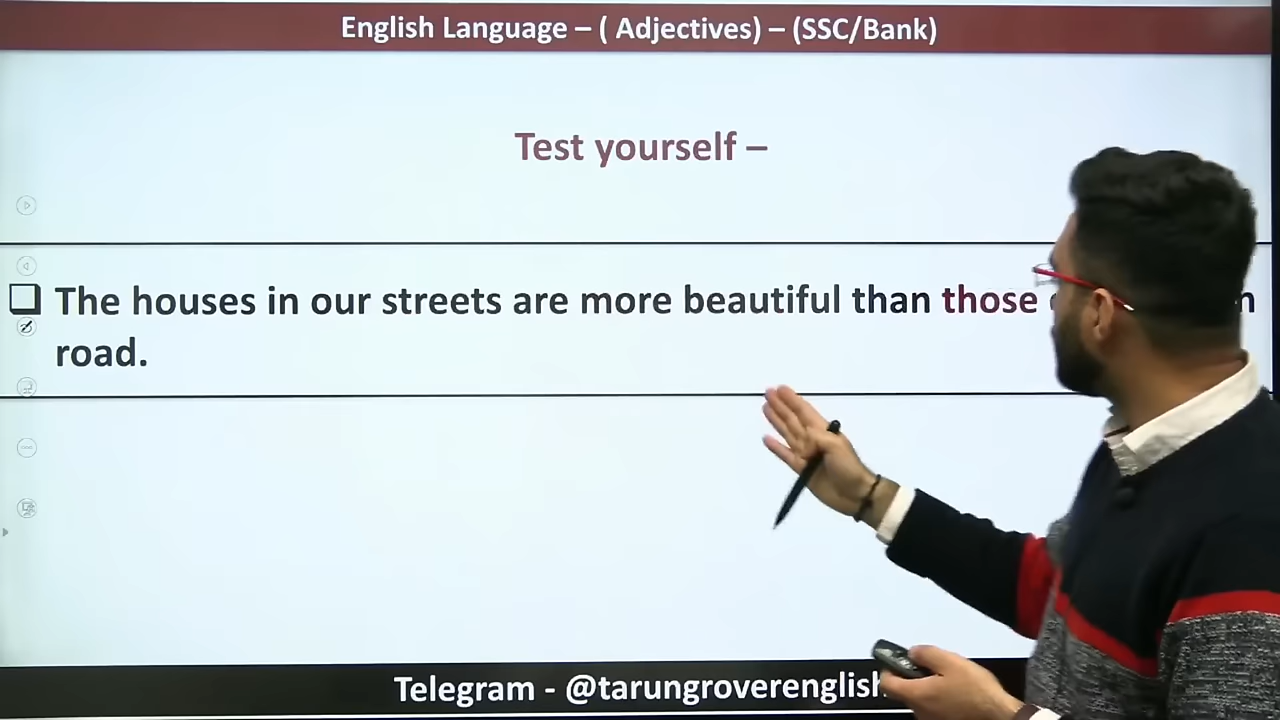 English Language – ( Adjectives) – (SSC/Bank)
Test yourself –
The houses in our streets are more beautiful than those
road.
Telegram - @tarungroverenglish